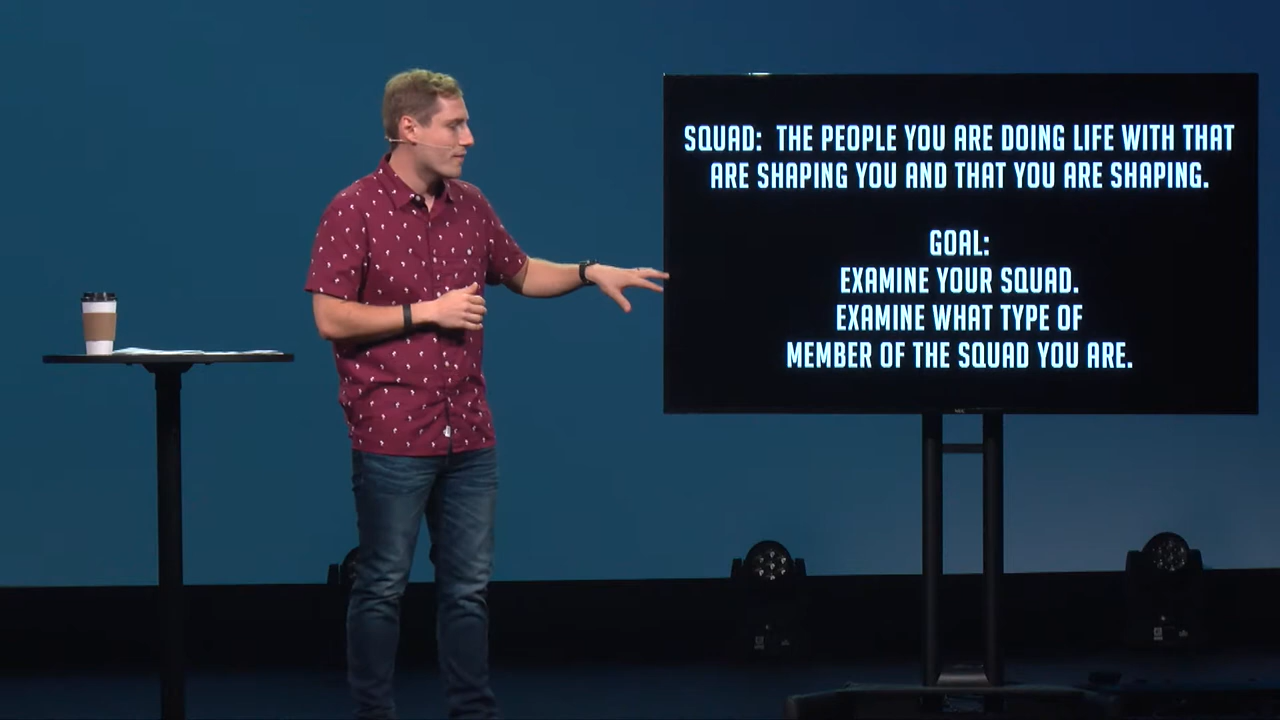 SQUAD: THE PEOPLE YOU ARE DOING LIFE WITH THAT
ARE SHAPING YOU AND THAT YOU ARE SHAPING.
GOAL:
EXAMINE YOUR SQUAD.
EXAMINE WHAT TYPE OF
MEMBER OF THE SQUAD YOU ARE.
NEC